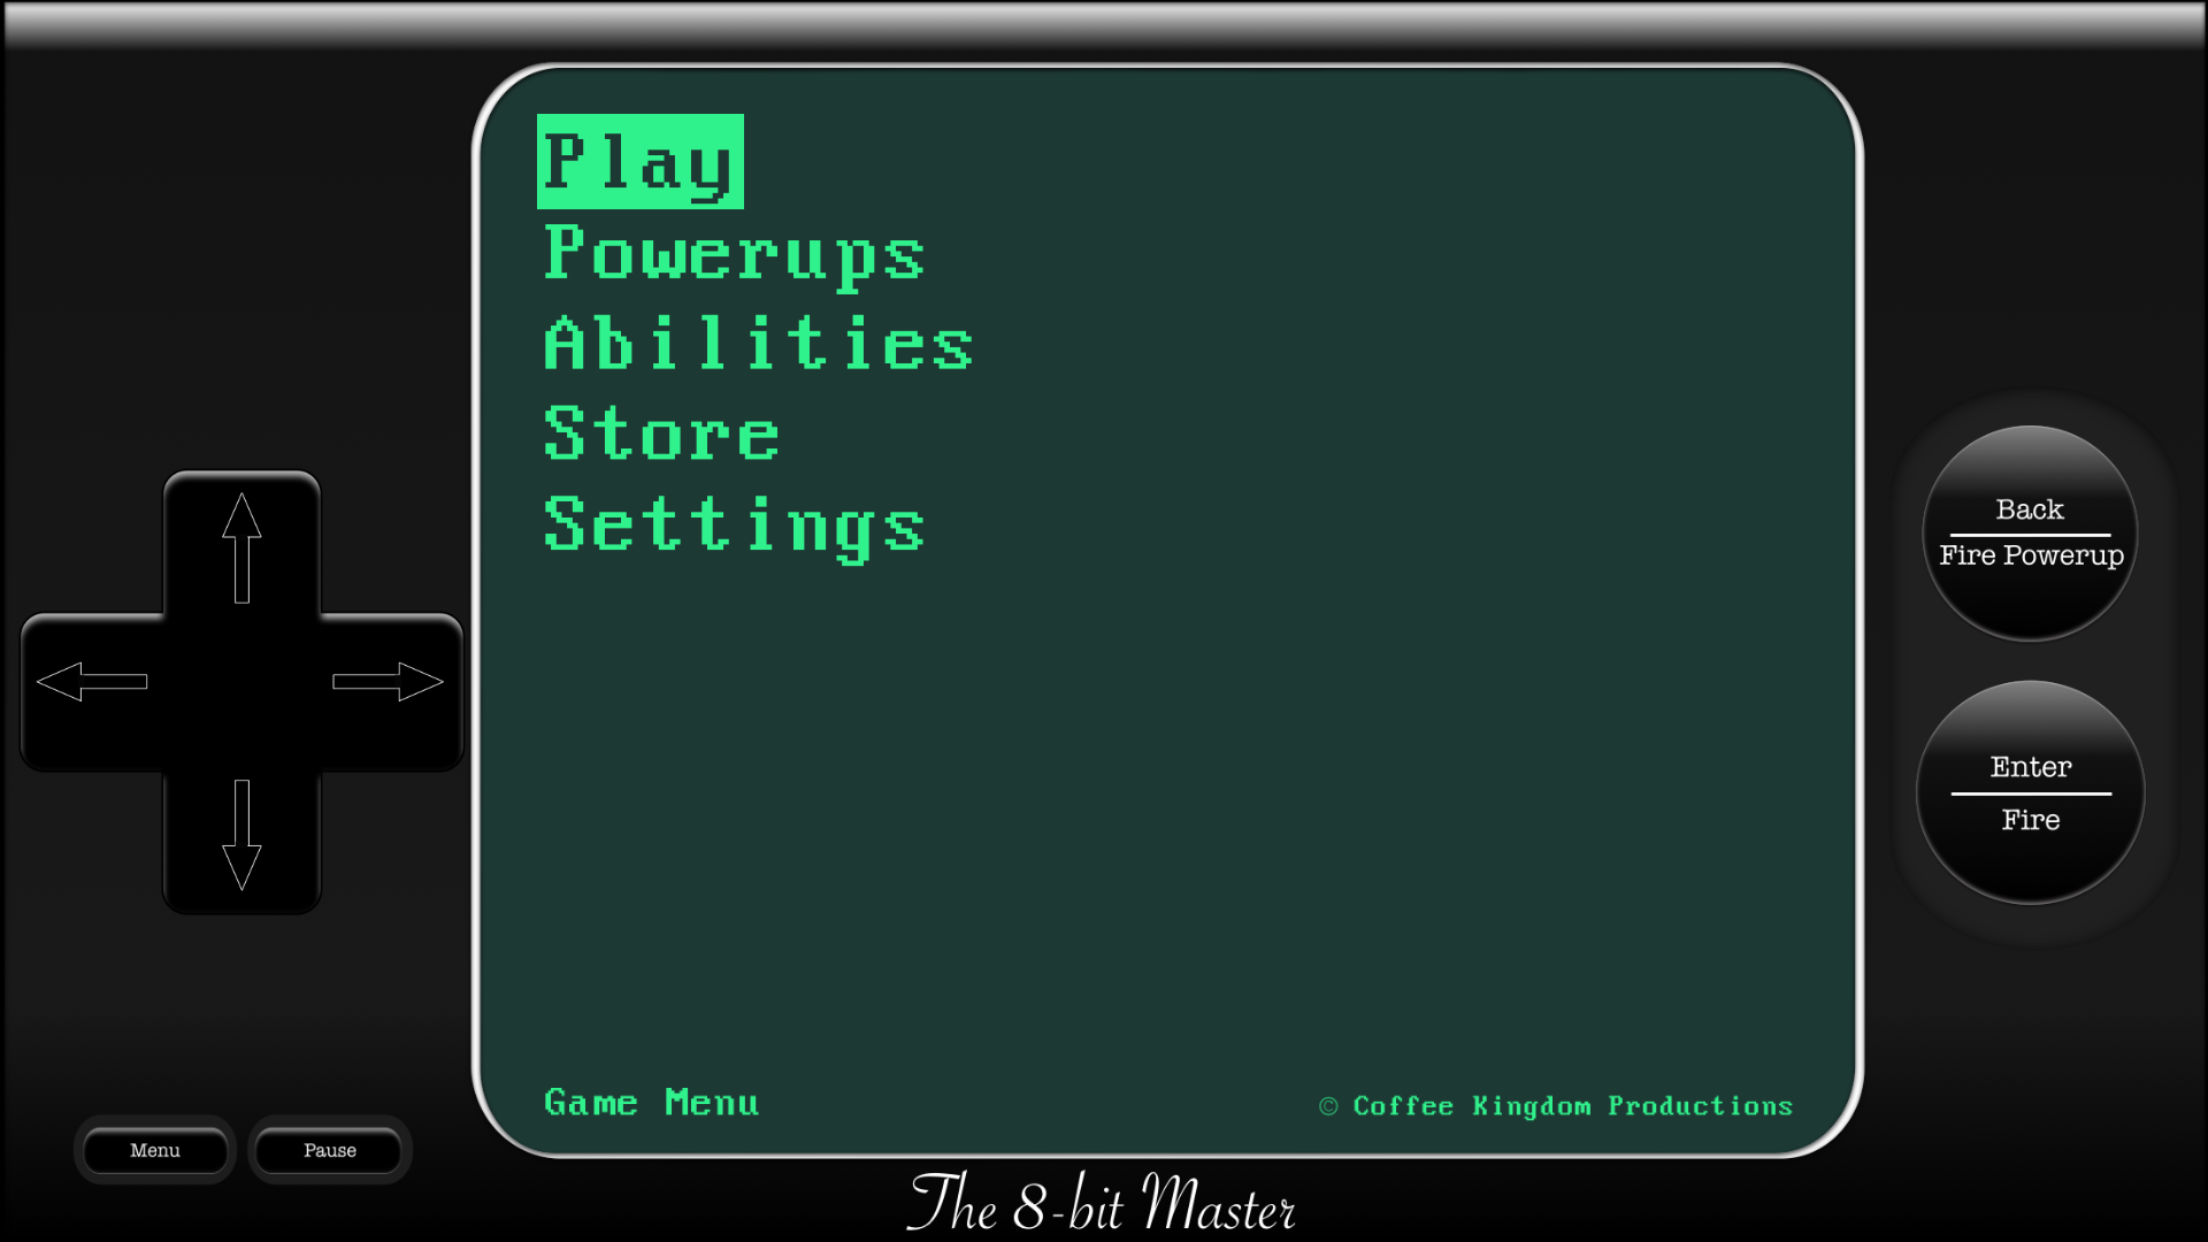 Play
Powerups
Abilities
Store
Settings
Back
Fire Powerup
Enter
Fire
Game Menu
© Coffee Kingdom Productions
Menu
Pause
The 8-bit Master